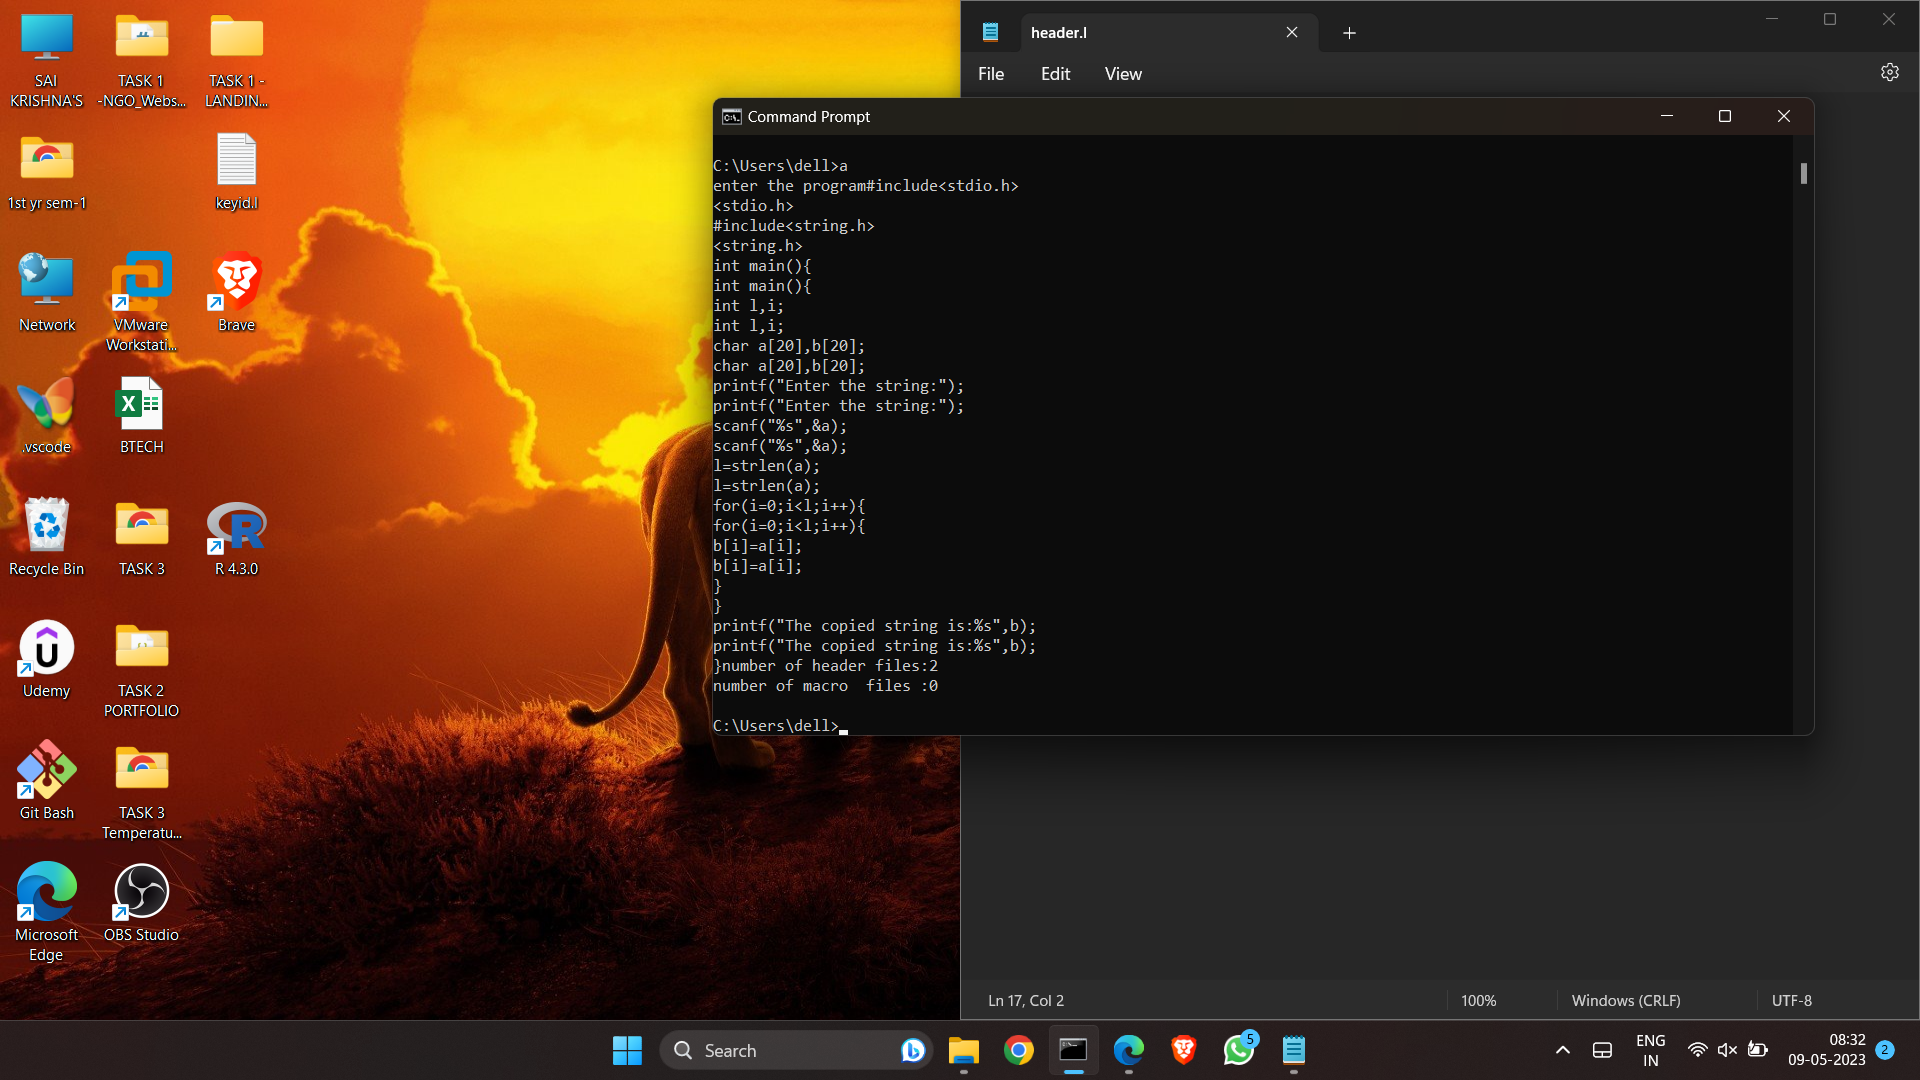 SAI
KRISHNA'S
TASK 1
-NGO_Webs...
TASK 1 -
LANDIN...
1st yr sem-1
keyid.l
Network
VMware
Workstati...
Brave
.vscode
BTECH
Recycle Bin
TASK 3
R 4.3.0
Udemy
TASK 2
PORTFOLIO
Git Bash
TASK 3
Temperatu...
Microsoft
Edge
OBS Studio
header.l
File
Edit
View
Command Prompt
C:\Users\dell>a
enter the program#include<stdio.h>
<stdio.h>
#include<string.h>
<string.h>
int main(){
int main(){
int l,i;
int l,i;
char a[20],b[20];
char a[20],b[20];
printf("Enter the string:");
printf("Enter the string:");
scanf("%s",&a);
scanf("%s",&a);
l=strlen(a);
l=strlen(a);
for(i=0;i<l;i++){
for(i=0;i<l;i++){
b[i]=a[i];
b[i]=a[i];
}
}
printf("The copied string is:%s",b);
printf("The copied string is:%s",b);
}number of header files:2
number of macro  files :0
C:\Users\dell>
Ln 17, Col 2
100%
Windows (CRLF)
UTF-8
Search
5
ENG
IN
08:32
09-05-2023
2